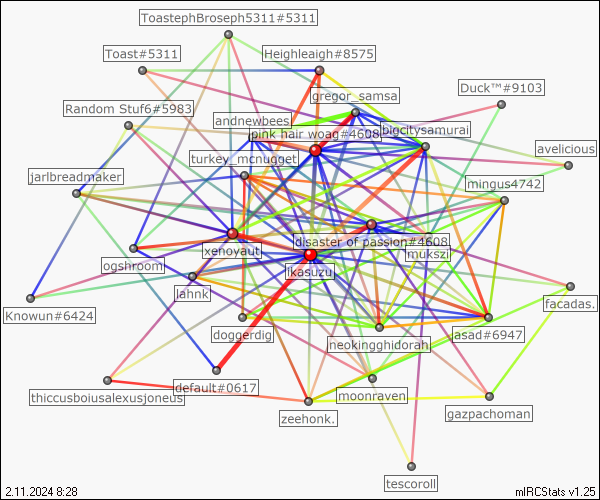 ToastephBroseph5311#5311
Toast#5311
Heighleaigh#8575
Duck™#9103
gregor_samsa
Random Stuf6#5983
andnewbees
pink hair woag#4608
bigcitysamurai
avelicious
turkey_mcnugget
jarlbreadmaker
mingus4742
disaster of passion#4608
xenoyaut
mukszi
ogshroom
ikasuzu
lahnk
facadas.
Knowun#6424
doggerdig
neokingghidorah
jasad#6947
default#0617
thiccusboiusalexusjoneus
moonraven
zeehonk.
gazpachoman
tescoroll
2.11.2024 8:28
mIRCStats v1.25